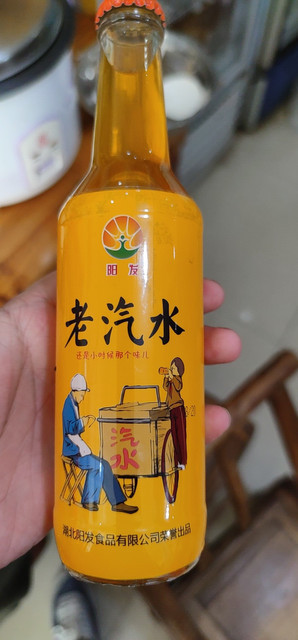 阳发
老汽水
还是小时候那个味儿
汽
水
湖北阳发食品有限公司荣誉出品